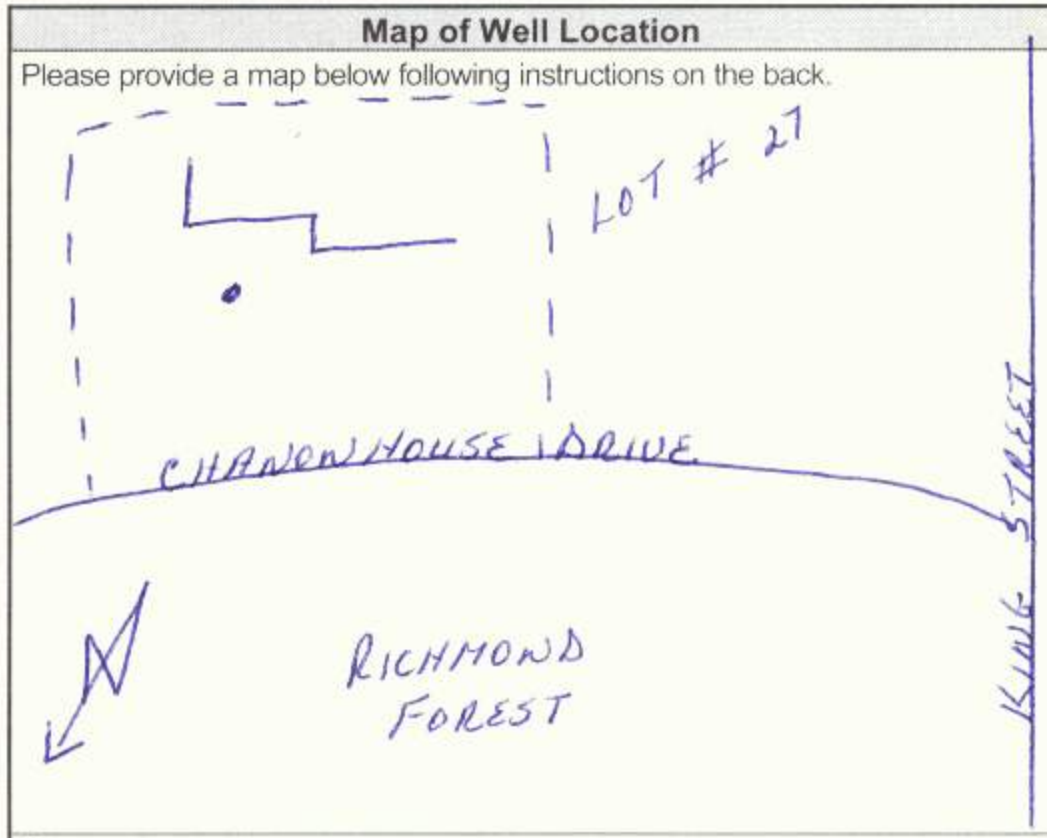 Map of Well Location
Please provide a map below following instructions on the back.
LOT # 27
CHANONHOUSE DRIVE
KING STREET
N
RICHMOND
FOREST